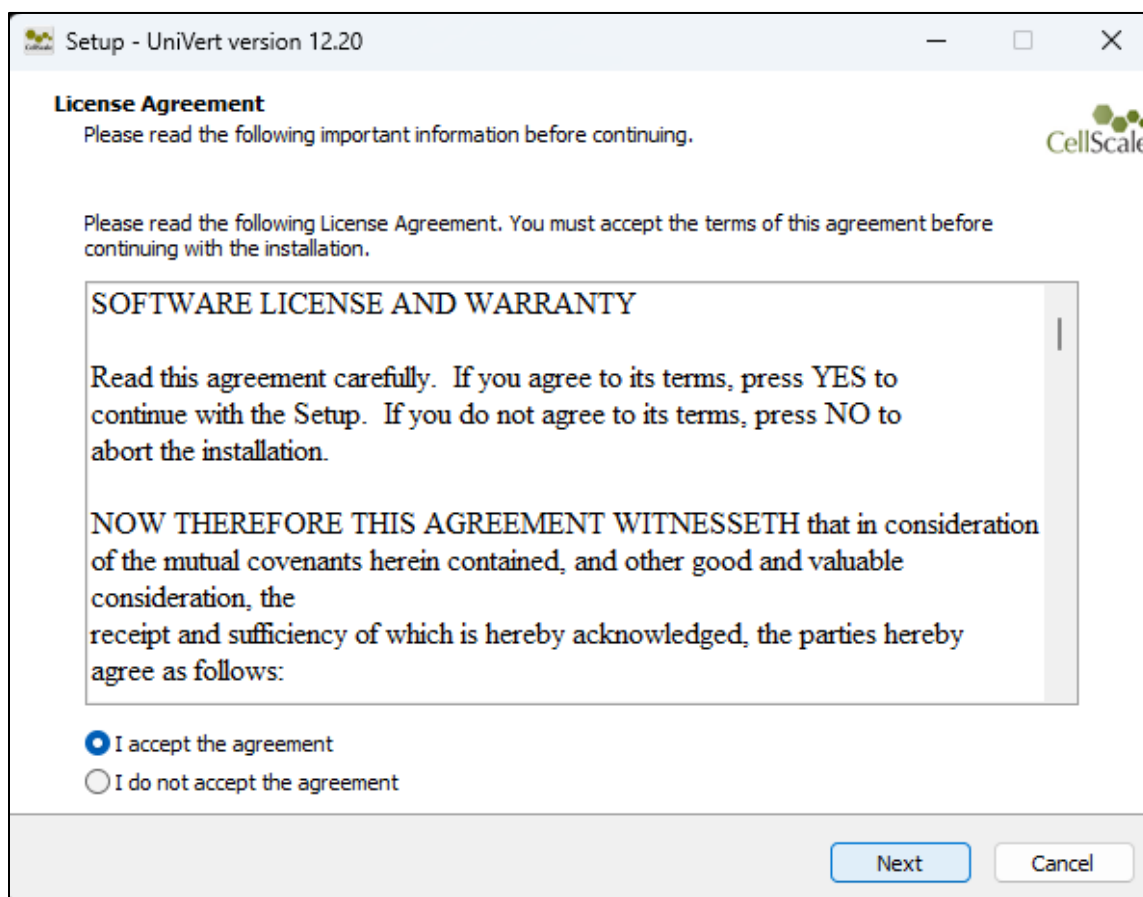 Setup - UniVert version 12.20
License Agreement
Please read the following important information before continuing.
CellScale
Please read the following License Agreement. You must accept the terms of this agreement before
continuing with the installation.
SOFTWARE LICENSE AND WARRANTY
Read this agreement carefully.  If you agree to its terms, press YES to
continue with the Setup.  If you do not agree to its terms, press NO to
abort the installation.
NOW THEREFORE THIS AGREEMENT WITNESSETH that in consideration
of the mutual covenants herein contained, and other good and valuable
consideration, the
receipt and sufficiency of which is hereby acknowledged, the parties hereby
agree as follows:
I accept the agreement
I do not accept the agreement
Next
Cancel